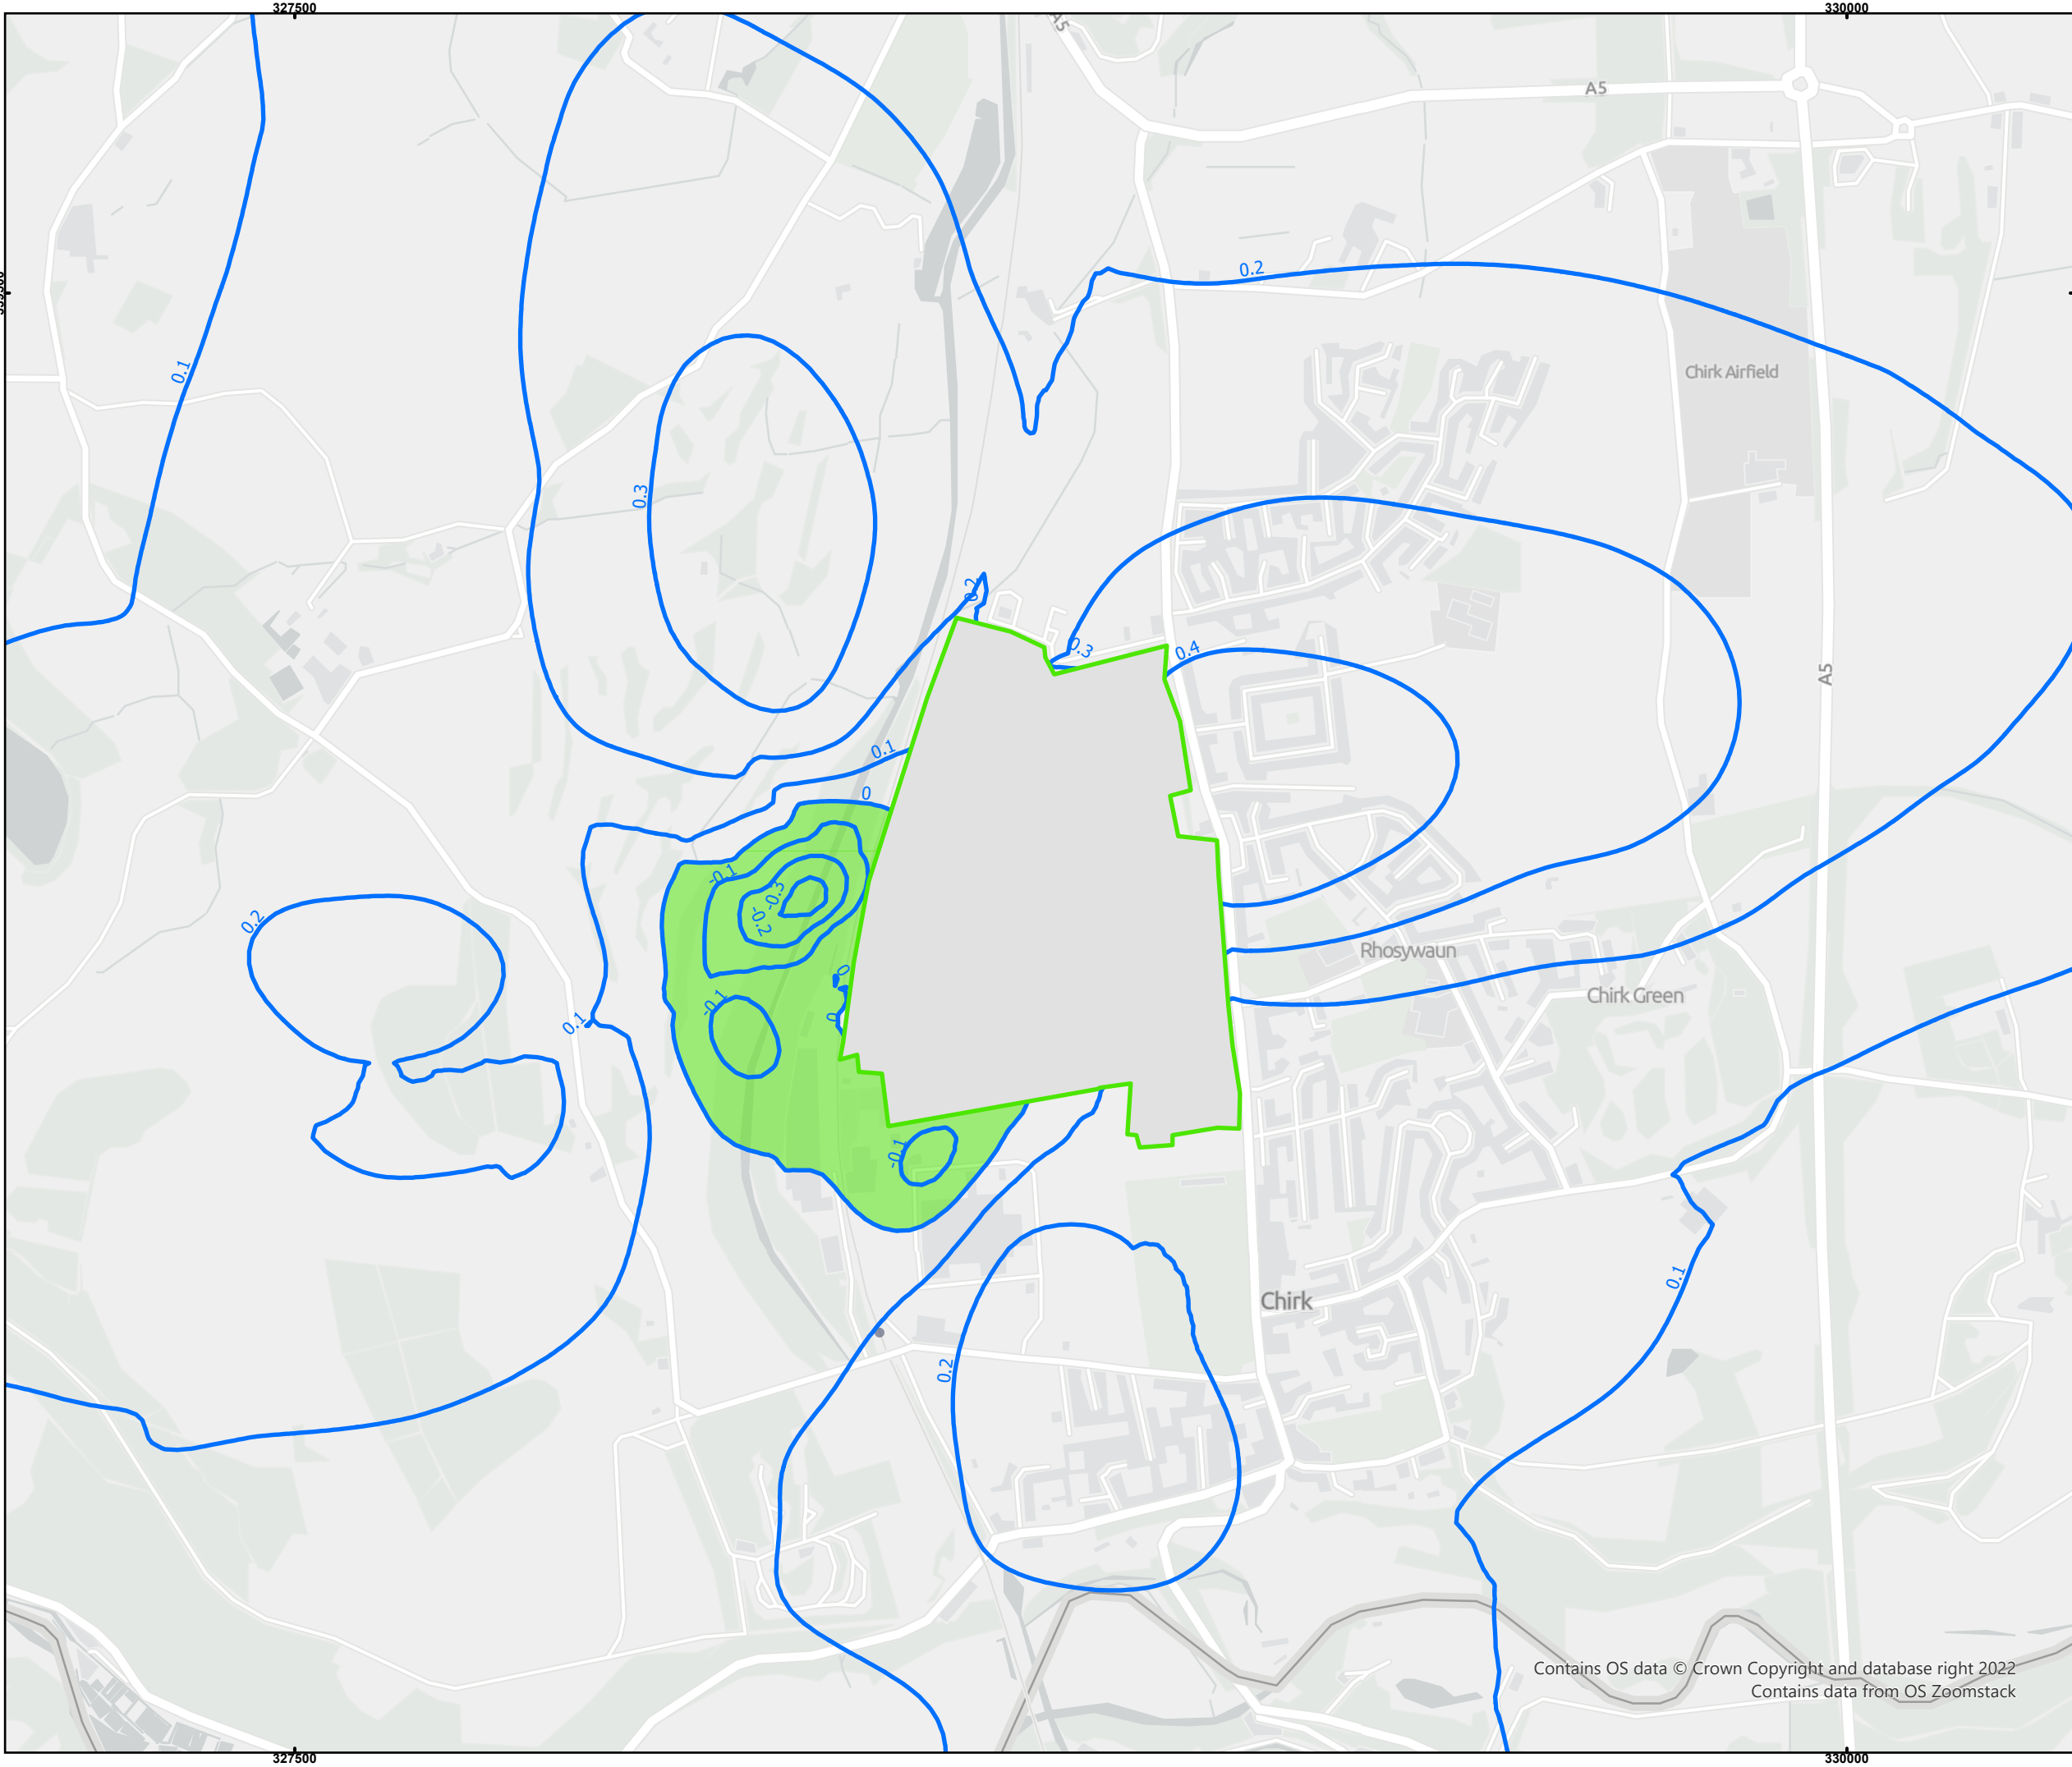 327500
330000
A5
A5
0.2
0.1
Chirk Airfield
0.3
0.2
0.3
0.4
A5
0.1
0
-0.1
-0.3
-0.2
0.2
Rhosywaun
0
Chirk Green
-0.1
0
0.1
-0.1
0.1
Chirk
0.2
Contains OS data © Crown Copyright and database right 2022
Contains data from OS Zoomstack
327500
330000